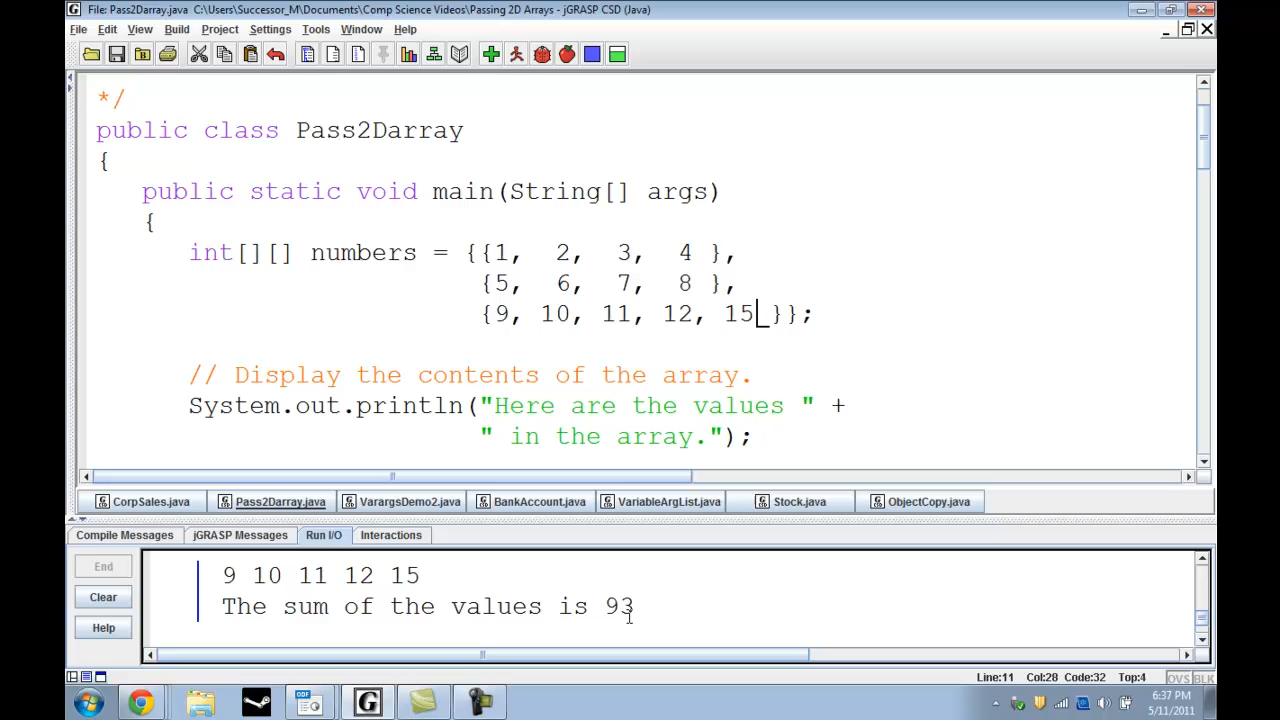 File: Pass2Darray.java C:\Users\Successor_M\Documents\Comp Science Videos\Passing 2D Arrays - jGRASP CSD (Java)
File Edit View Build Project Settings Tools Window Help
*/
public class Pass2Darray
{
public static void main(String[] args)
{
int[][] numbers = {{1, 2, 3, 4 },
{5, 6, 7, 8 },
{9, 10, 11, 12, 15 }};
// Display the contents of the array.
System.out.println("Here are the values " +
" in the array.");
CorpSales.java Pass2Darray.java VarargsDemo2.java BankAccount.java VariableArgList.java Stock.java ObjectCopy.java
Compile Messages jGRASP Messages Run I/O Interactions
End
Clear
Help
9 10 11 12 15
The sum of the values is 93
Line:11 Col:28 Code:32 Top:4 OVS BLK
6:37 PM
5/11/2011